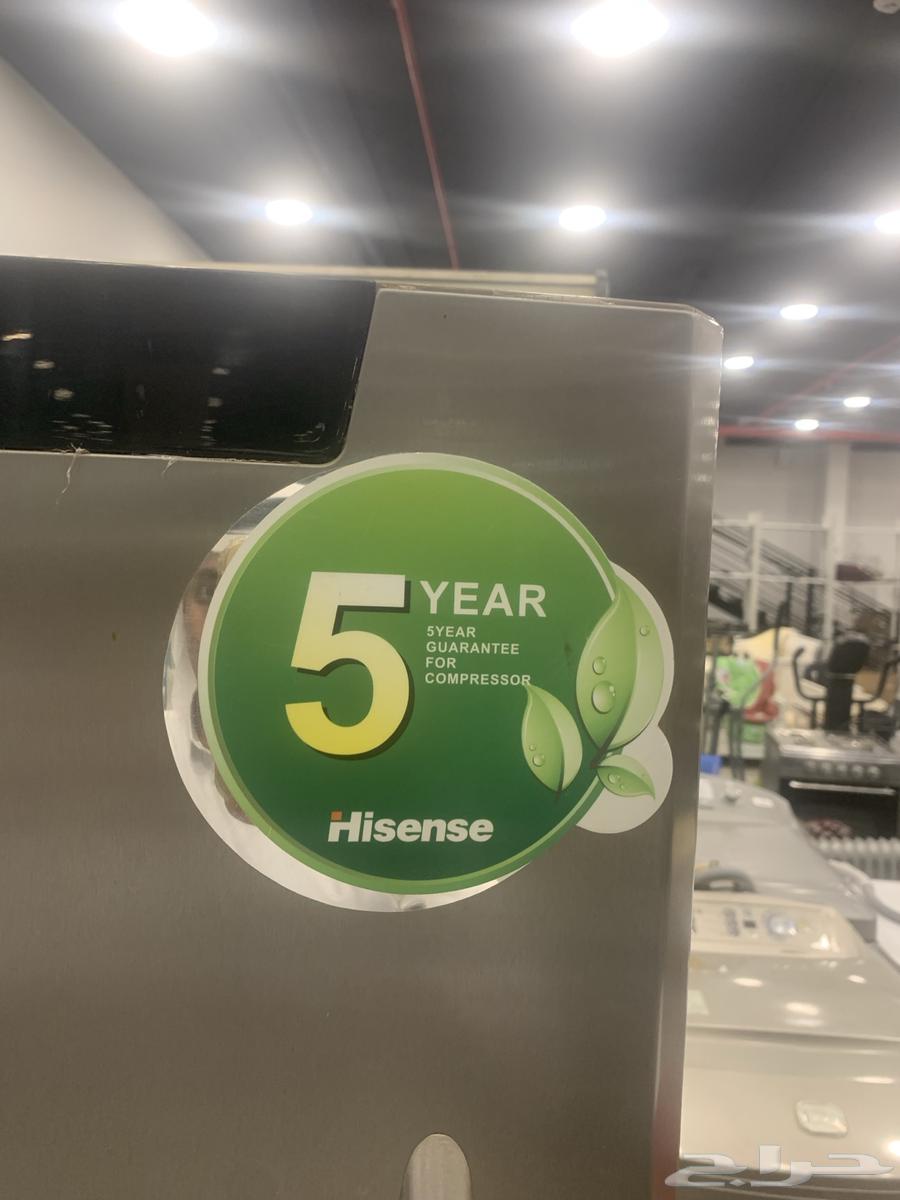 5 YEAR
5YEAR
GUARANTEE
FOR
COMPRESSOR
Hisense
حراج